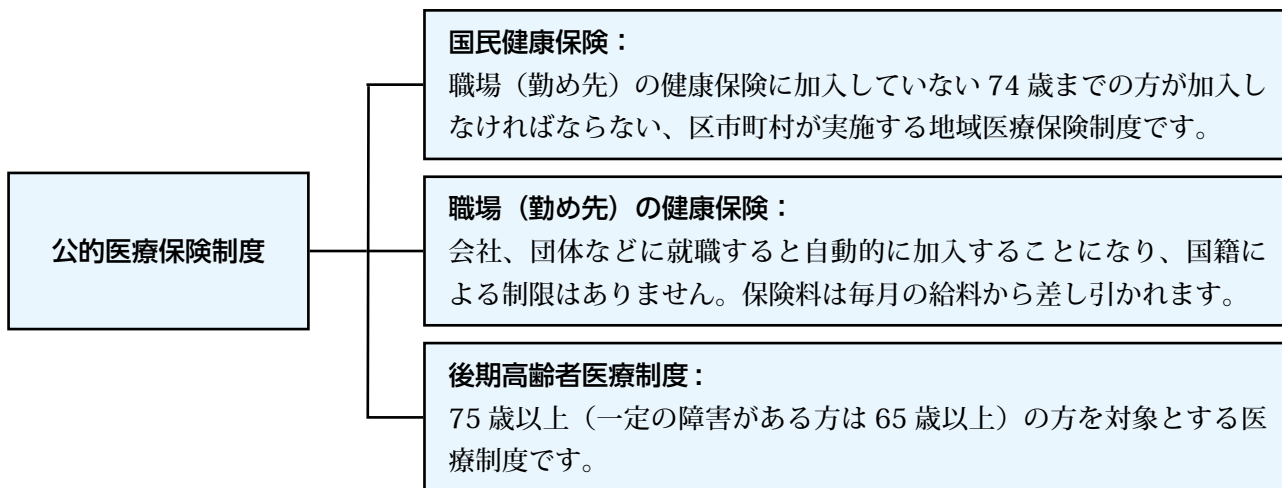 国民健康保険：
職場（勤め先）の健康保険に加入していない 74 歳までの方が加入し
なければならない、区市町村が実施する地域医療保険制度です。
公的医療保険制度
職場（勤め先）の健康保険：
会社、団体などに就職すると自動的に加入することになり、国籍に
よる制限はありません。保険料は毎月の給料から差し引かれます。
後期高齢者医療制度：
75 歳以上（一定の障害がある方は 65 歳以上）の方を対象とする医
療制度です。